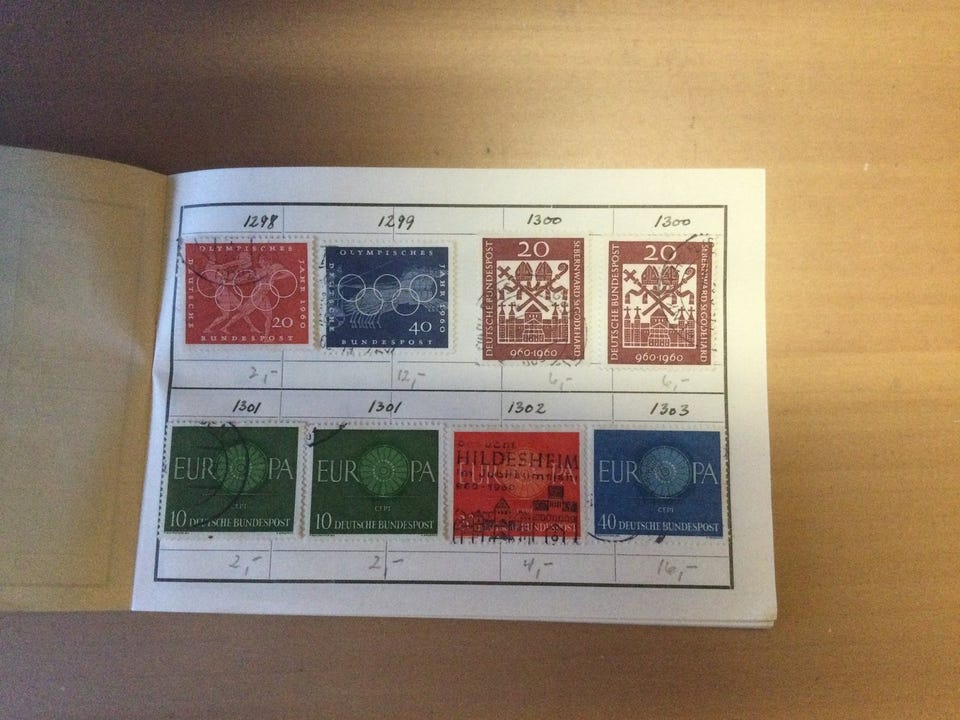 1298 1299 1300 1300
OLYMPISCHES JAHR 1960 DEUTSCHE BUNDESPOST 20
OLYMPISCHES JAHR 1960 DEUTSCHE BUNDESPOST 40
20 DEUTSCHE BUNDESPOST ST.BERNWARD ST.GODEHARD 960·1960
20 DEUTSCHE BUNDESPOST ST.BERNWARD ST.GODEHARD 960·1960
2,- 12,- 6,- 6,-
1301 1301 1302 1303
EUROPA
CEPT
10 DEUTSCHE BUNDESPOST
EUROPA
CEPT
10 DEUTSCHE BUNDESPOST
HILDESHEIM
960-1960
EUROPA
CEPT
40 DEUTSCHE BUNDESPOST
2,- 2,- 4,- 16,-